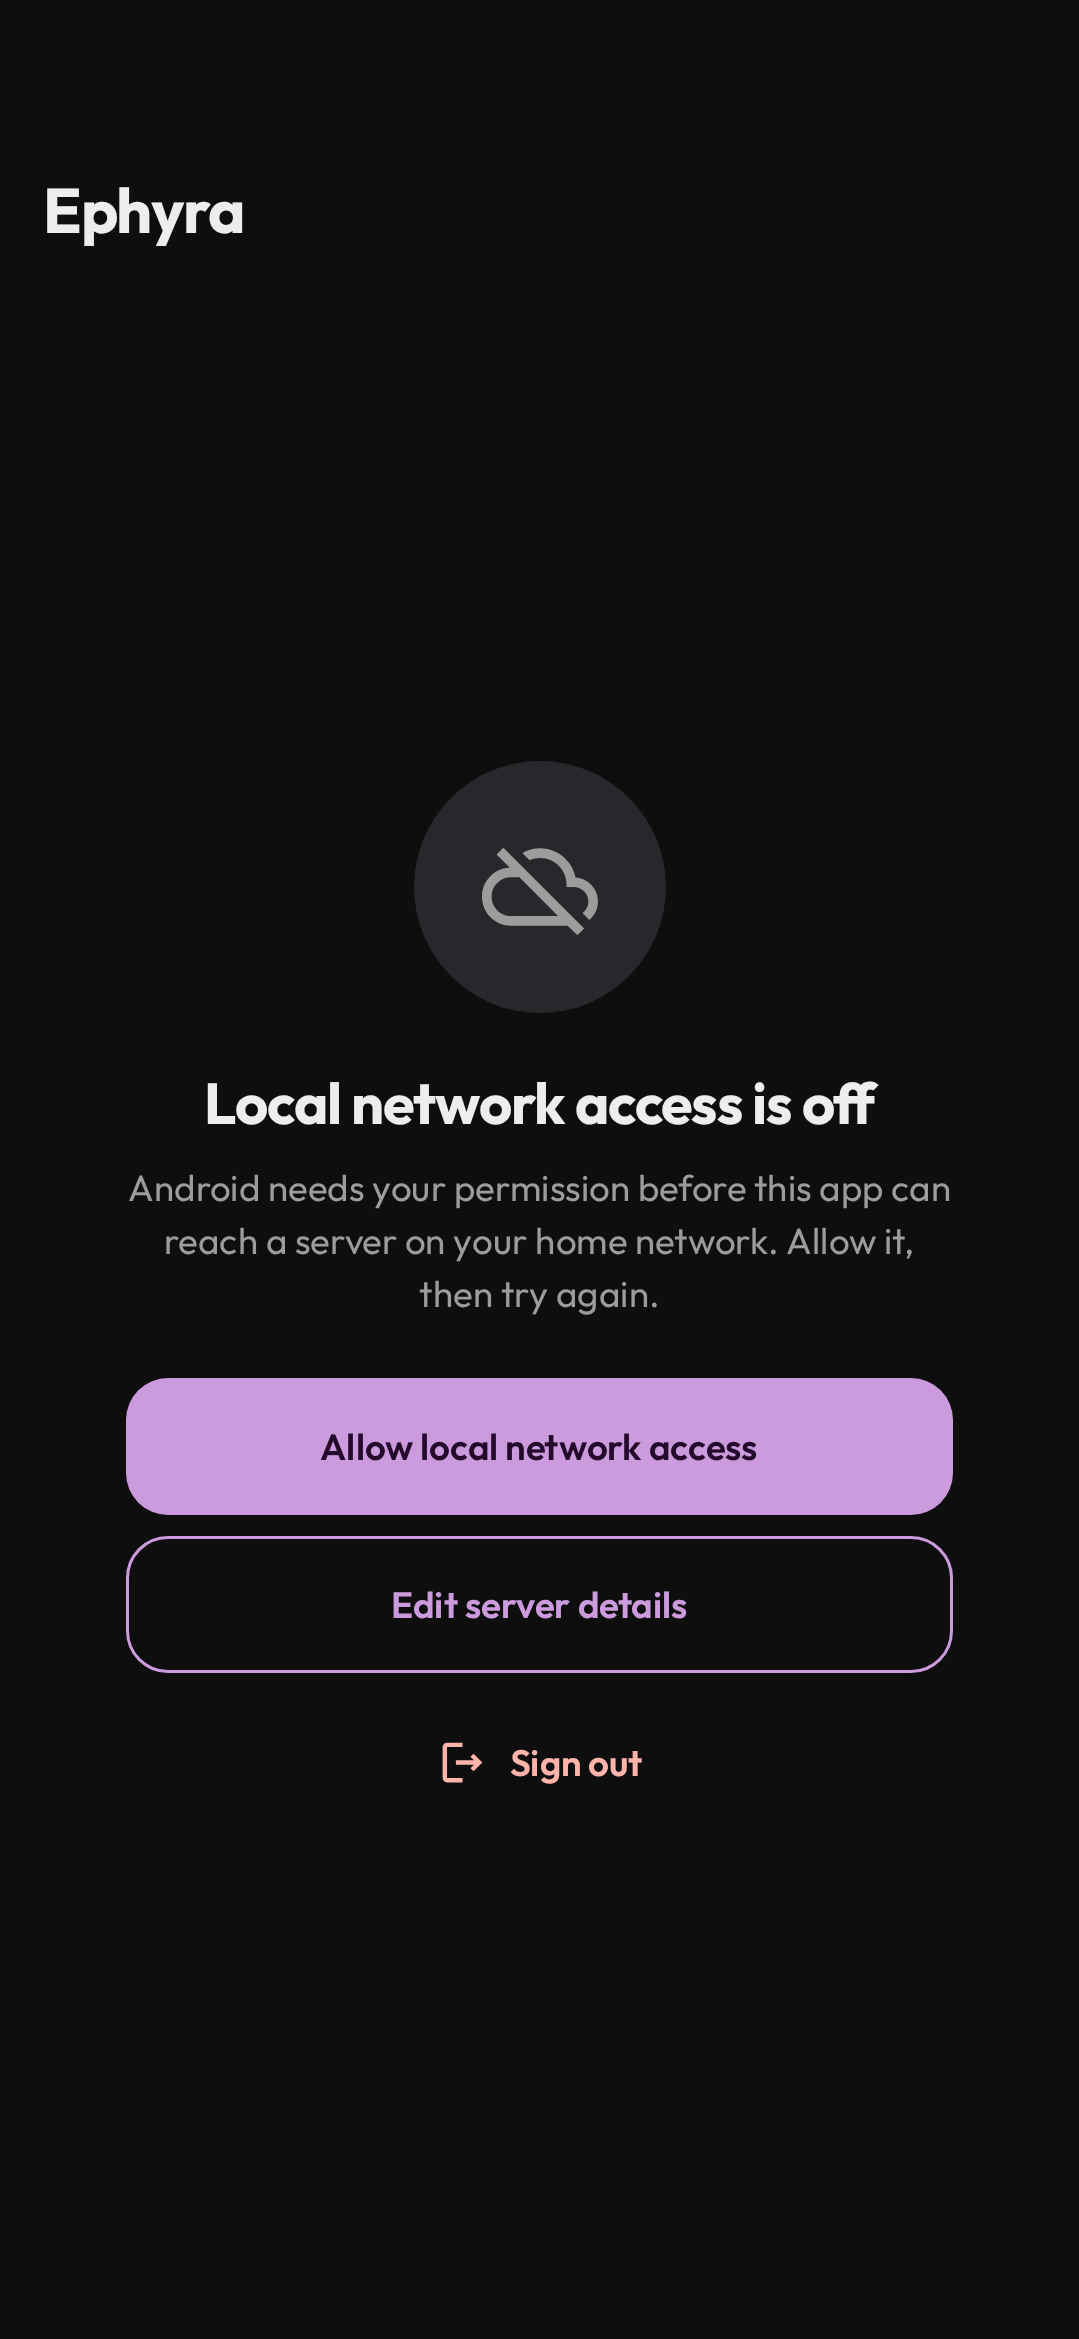 Ephyra
Local network access is off
Android needs your permission before this app can
reach a server on your home network. Allow it,
then try again.
Allow local network access
Edit server details
Sign out